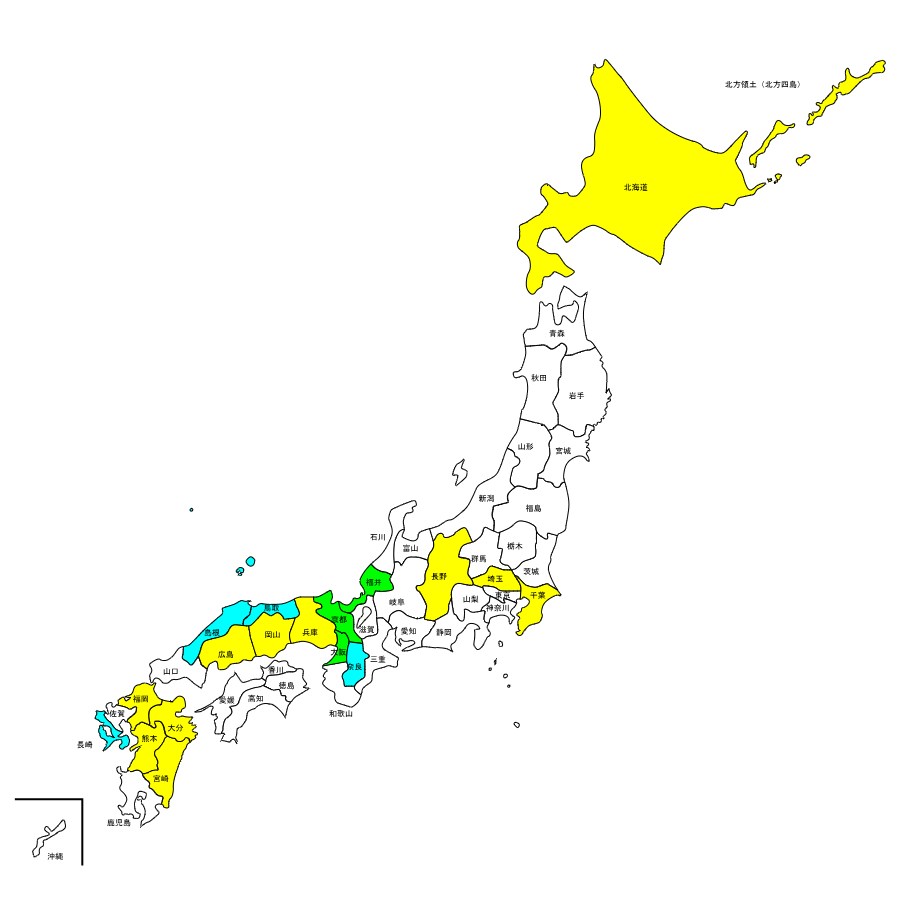 北方領土（北方四島）
北海道
青森
秋田
岩手
山形
宮城
新潟
福島
石川
富山
栃木
群馬
茨城
長野
埼玉
福井
東京
千葉
山梨
岐阜
神奈川
鳥取
京都
滋賀
愛知
静岡
島根
岡山
兵庫
広島
大阪
三重
奈良
山口
香川
徳島
愛媛
高知
福岡
和歌山
佐賀
大分
熊本
長崎
宮崎
鹿児島
沖縄